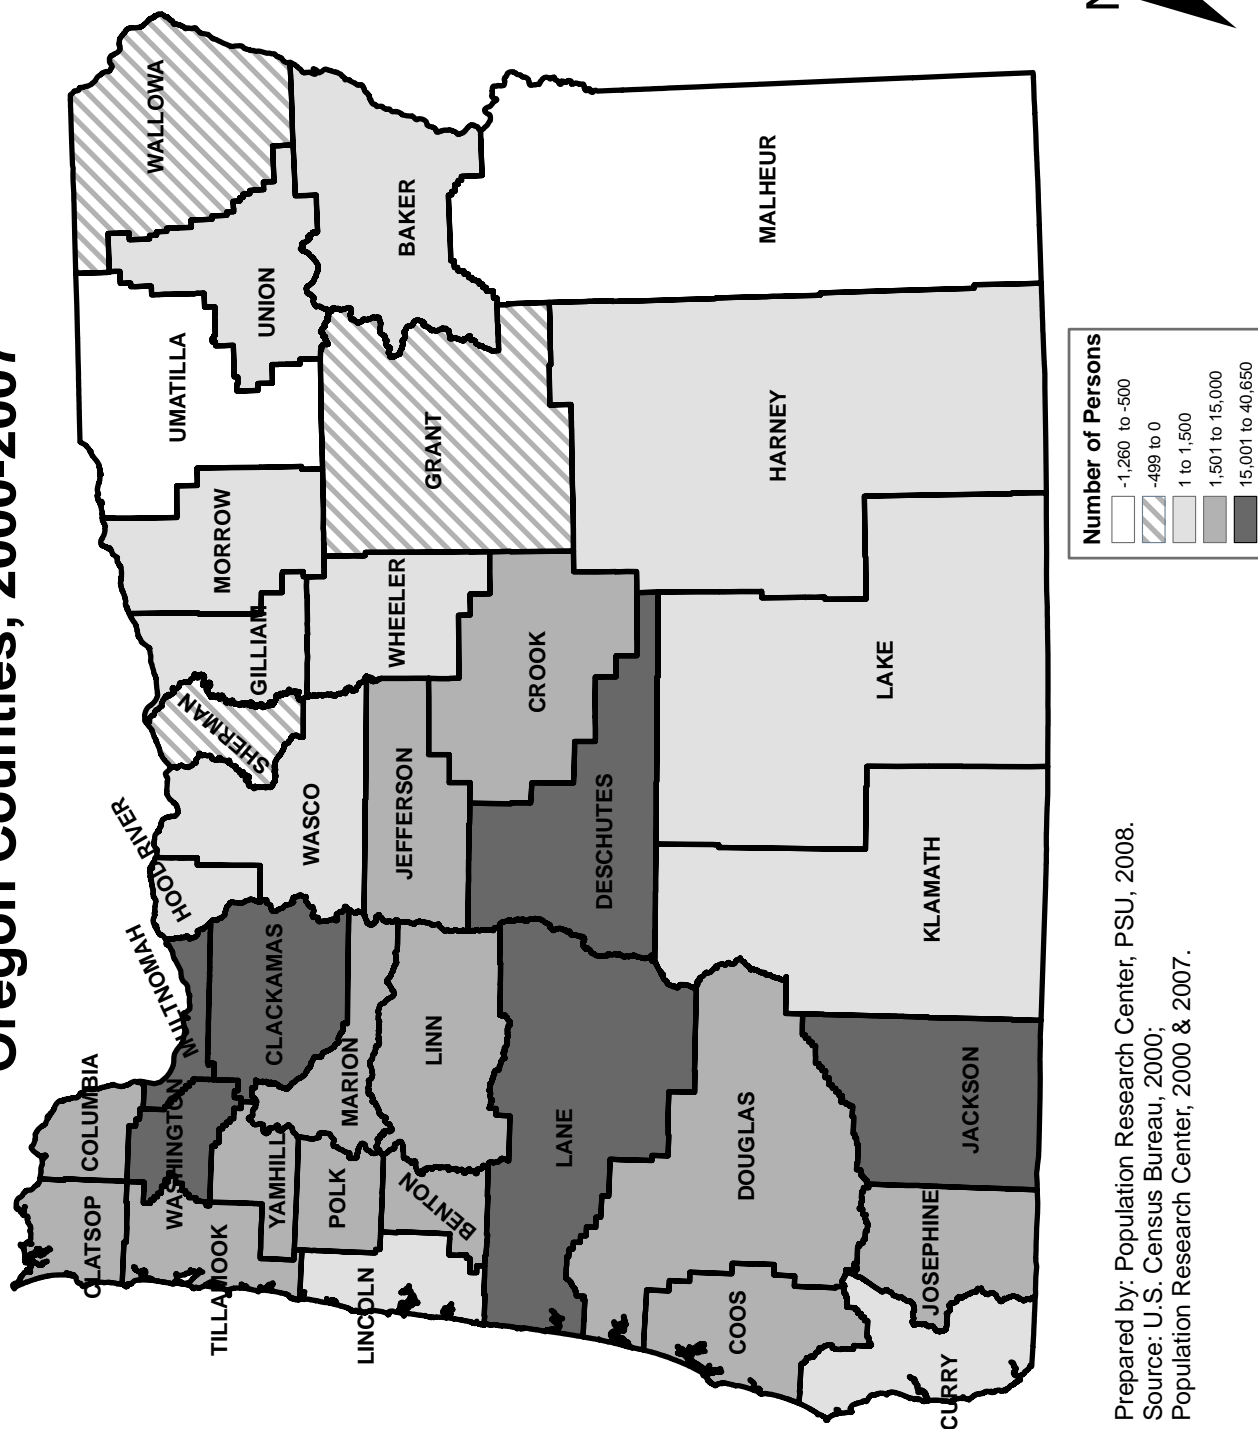 Oregon Counties, 2000-2007
CLATSOP
COLUMBIA
MULTNOMAH
HOOD RIVER
SHERMAN
GILLIAM
MORROW
UMATILLA
UNION
WALLOWA
TILLAMOOK
WASHINGTON
CLACKAMAS
WASCO
YAMHILL
MARION
POLK
JEFFERSON
WHEELER
GRANT
BAKER
LINCOLN
BENTON
LINN
CROOK
LANE
DESCHUTES
COOS
DOUGLAS
HARNEY
MALHEUR
CURRY
JOSEPHINE
JACKSON
KLAMATH
LAKE
Number of Persons
-1,260 to -500
-499 to 0
1 to 1,500
1,501 to 15,000
15,001 to 40,650
N
Prepared by: Population Research Center, PSU, 2008.
Source: U.S. Census Bureau, 2000;
Population Research Center, 2000 & 2007.